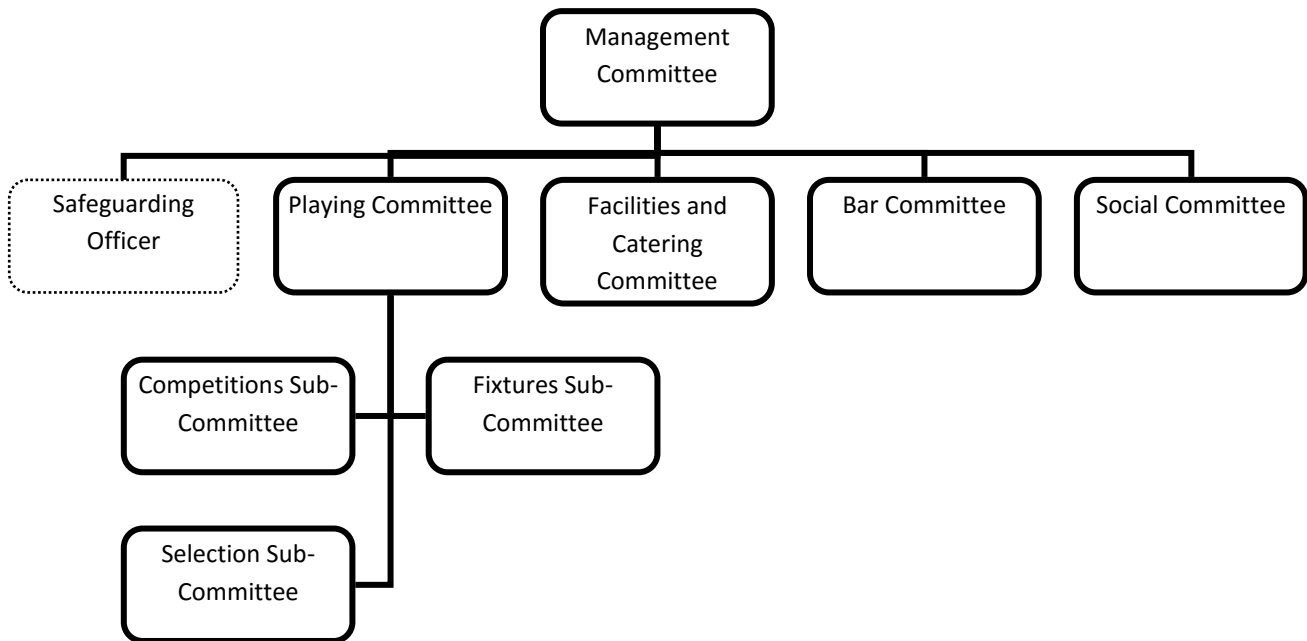 Management
Committee
Safeguarding
Officer
Playing Committee
Facilities and
Catering
Committee
Bar Committee
Social Committee
Competitions Sub-
Committee
Fixtures Sub-
Committee
Selection Sub-
Committee